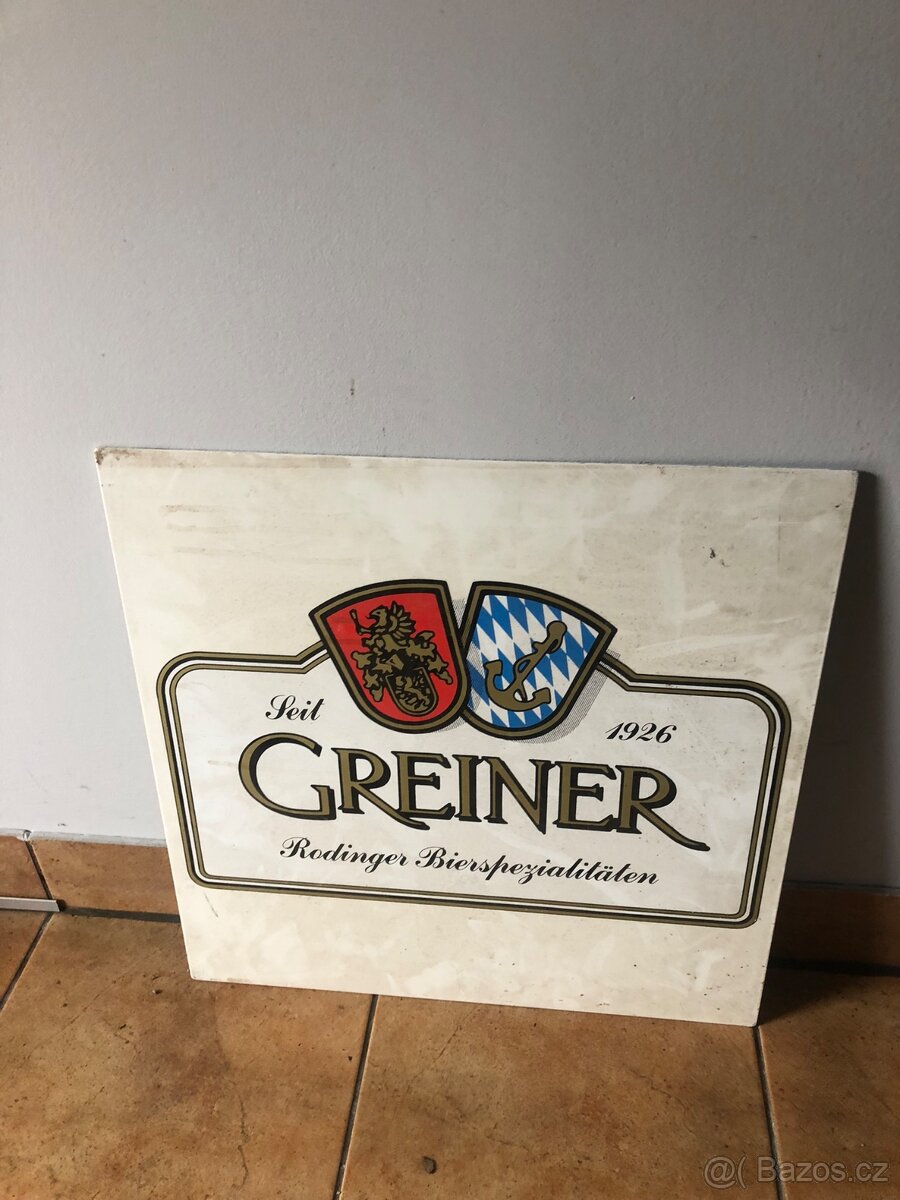 Seit 1926
GREINER
Rodinger Bierspezialitäten
@( Bazos.cz